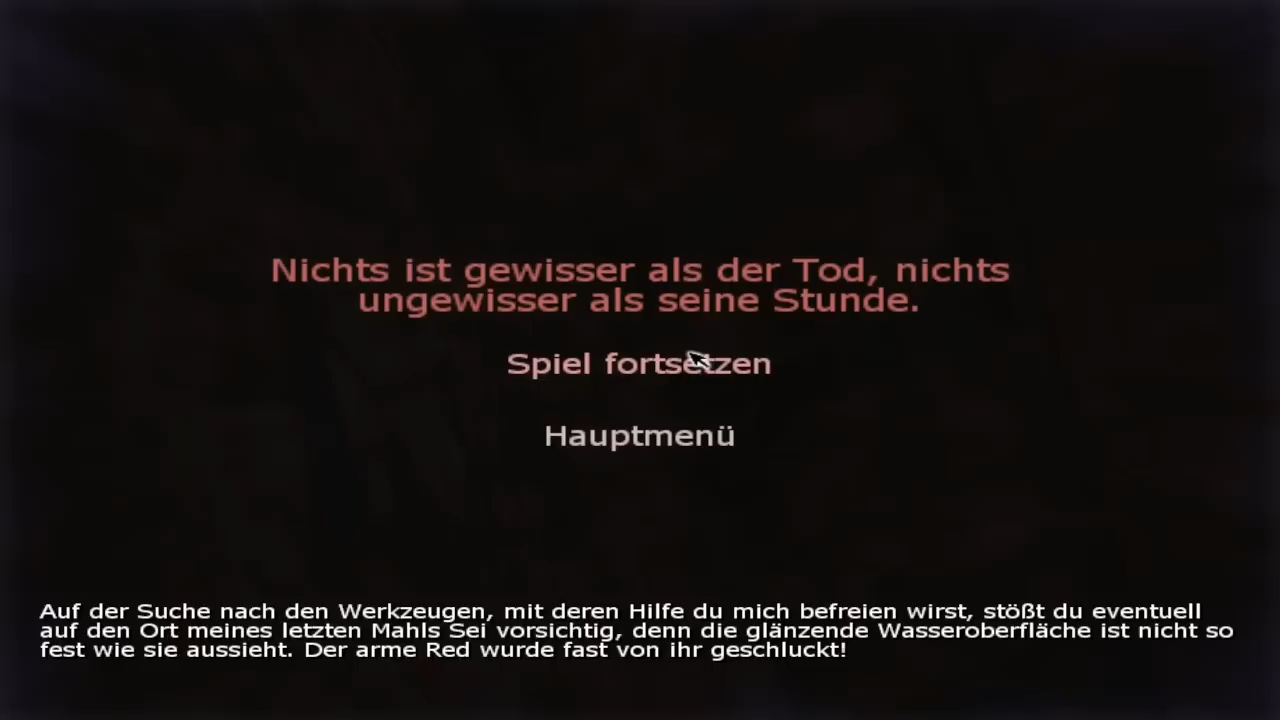 Nichts ist gewisser als der Tod, nichts
ungewisser als seine Stunde.
Spiel fortsetzen
Hauptmenü
Auf der Suche nach den Werkzeugen, mit deren Hilfe du mich befreien wirst, stößt du eventuell
auf den Ort meines letzten Mahls Sei vorsichtig, denn die glänzende Wasseroberfläche ist nicht so
fest wie sie aussieht. Der arme Red wurde fast von ihr geschluckt!